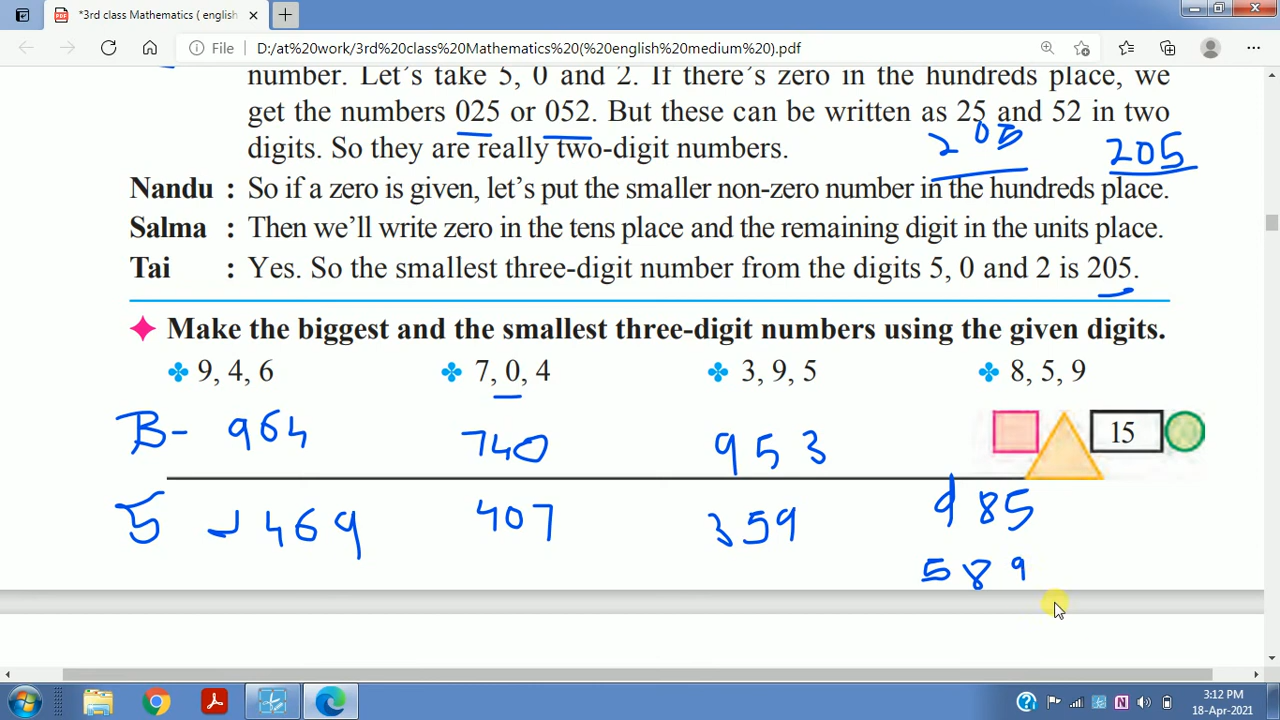 *3rd class Mathematics ( english
File D:/at%20work/3rd%20class%20Mathematics%20(%20english%20medium%20).pdf
number. Let's take 5, 0 and 2. If there's zero in the hundreds place, we
get the numbers 025 or 052. But these can be written as 25 and 52 in two
digits. So they are really two-digit numbers.
205 205
Nandu : So if a zero is given, let's put the smaller non-zero number in the hundreds place.
Salma : Then we'll write zero in the tens place and the remaining digit in the units place.
Tai : Yes. So the smallest three-digit number from the digits 5, 0 and 2 is 205.
Make the biggest and the smallest three-digit numbers using the given digits.
9, 4, 6 7, 0, 4 3, 9, 5 8, 5, 9
B- 964 740 953
15
S 469 407 359 985
589
3:12 PM
18-Apr-2021